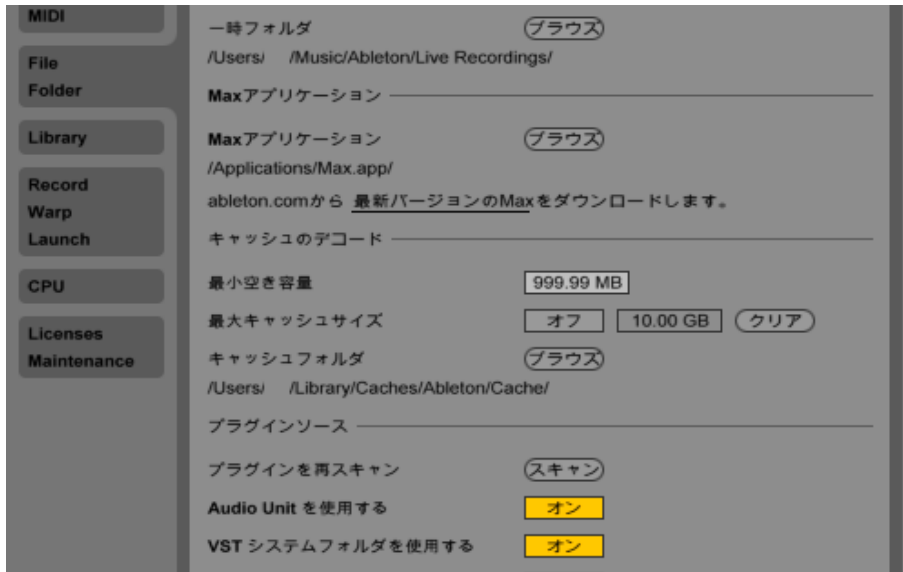 MIDI
File
Folder
Library
Record
Warp
Launch
CPU
Licenses
Maintenance
一時フォルダ ブラウズ
/Users/ /Music/Ableton/Live Recordings/
Maxアプリケーション
Maxアプリケーション ブラウズ
/Applications/Max.app/
ableton.comから 最新バージョンのMaxをダウンロードします。
キャッシュのデコード
最小空き容量 999.99 MB
最大キャッシュサイズ オフ 10.00 GB クリア
キャッシュフォルダ ブラウズ
/Users/ /Library/Caches/Ableton/Cache/
プラグインソース
プラグインを再スキャン スキャン
Audio Unit を使用する オン
VST システムフォルダを使用する オン